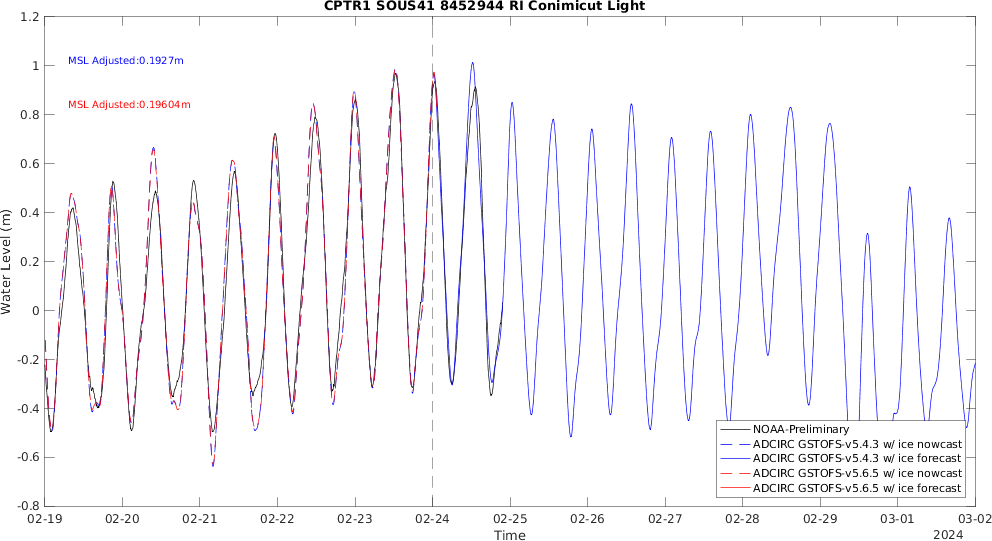 CPTR1 SOUS41 8452944 RI Conimicut Light
1.2
1
0.8
0.6
0.4
0.2
0
-0.2
-0.4
-0.6
-0.8
Water Level (m)
MSL Adjusted:0.1927m
MSL Adjusted:0.19604m
NOAA-Preliminary
ADCIRC GSTOFS-v5.4.3 w/ ice nowcast
ADCIRC GSTOFS-v5.4.3 w/ ice forecast
ADCIRC GSTOFS-v5.6.5 w/ ice nowcast
ADCIRC GSTOFS-v5.6.5 w/ ice forecast
02-19 02-20 02-21 02-22 02-23 02-24 02-25 02-26 02-27 02-28 02-29 03-01 03-02
Time
2024